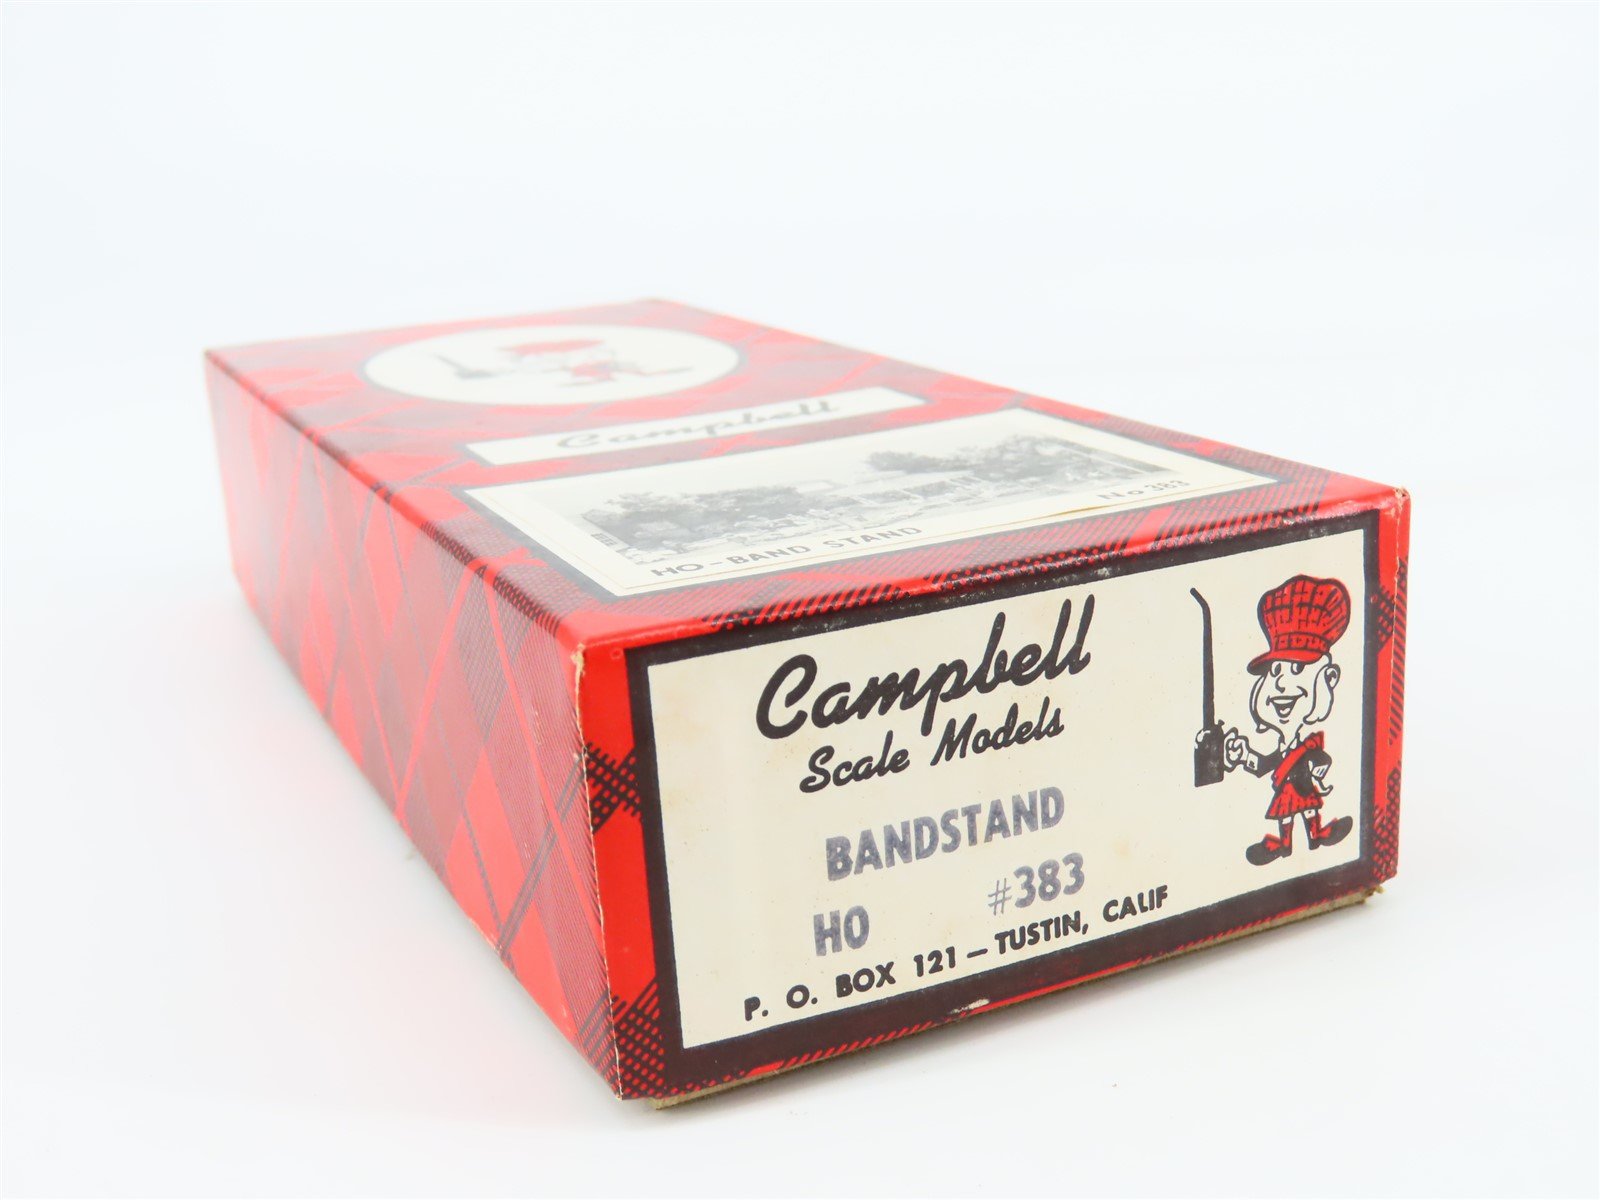 Campbell
HO-BAND STAND No 383
Campbell
Scale Models
BANDSTAND
HO #383
P. O. BOX 121 – TUSTIN, CALIF